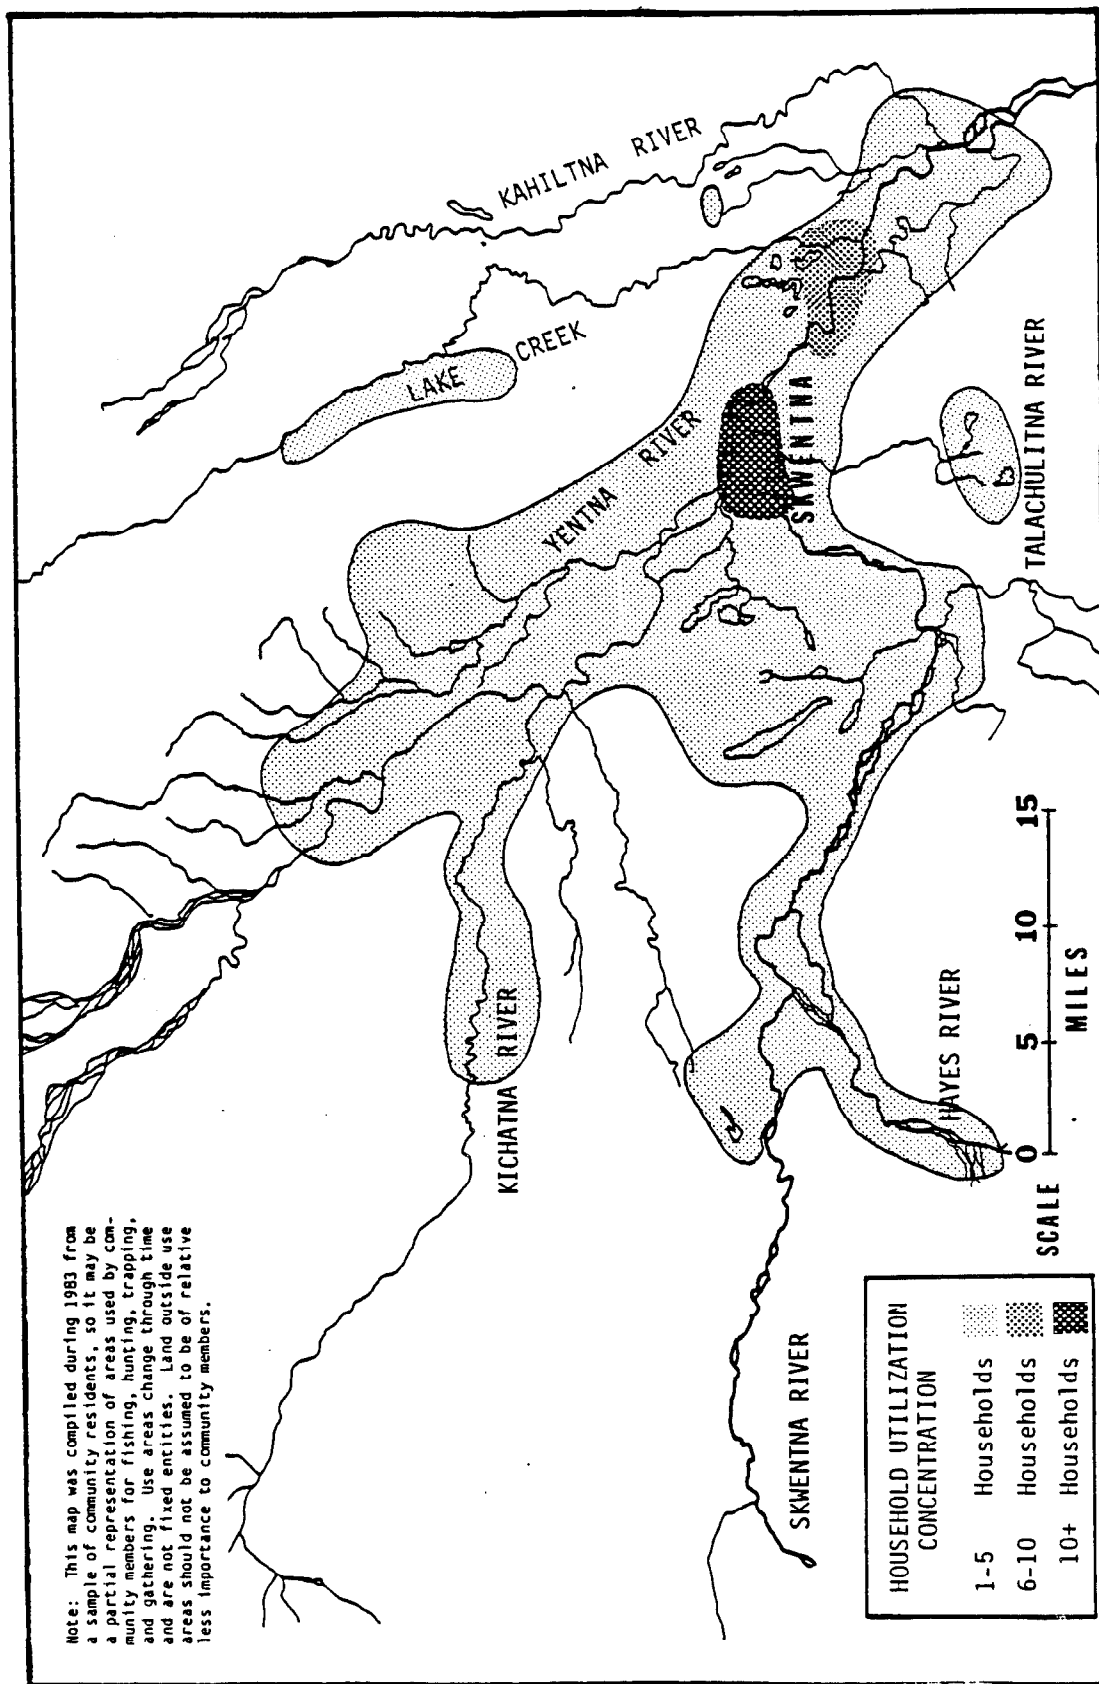 Note: This map was compiled during 1983 from
a sample of community residents, so it may be
a partial representation of areas used by com-
munity members for fishing, hunting, trapping,
and gathering. Use areas change through time
and are not fixed entities. Land outside use
areas should not be assumed to be of relative
less importance to community members.
KAHILTNA RIVER
LAKE CREEK
YENTNA RIVER
SKWENTNA
TALACHULITNA RIVER
KICHATNA RIVER
HAYES RIVER
SKWENTNA RIVER
SCALE
0 5 10 15
MILES
HOUSEHOLD UTILIZATION
CONCENTRATION
1-5 Households
6-10 Households
10+ Households